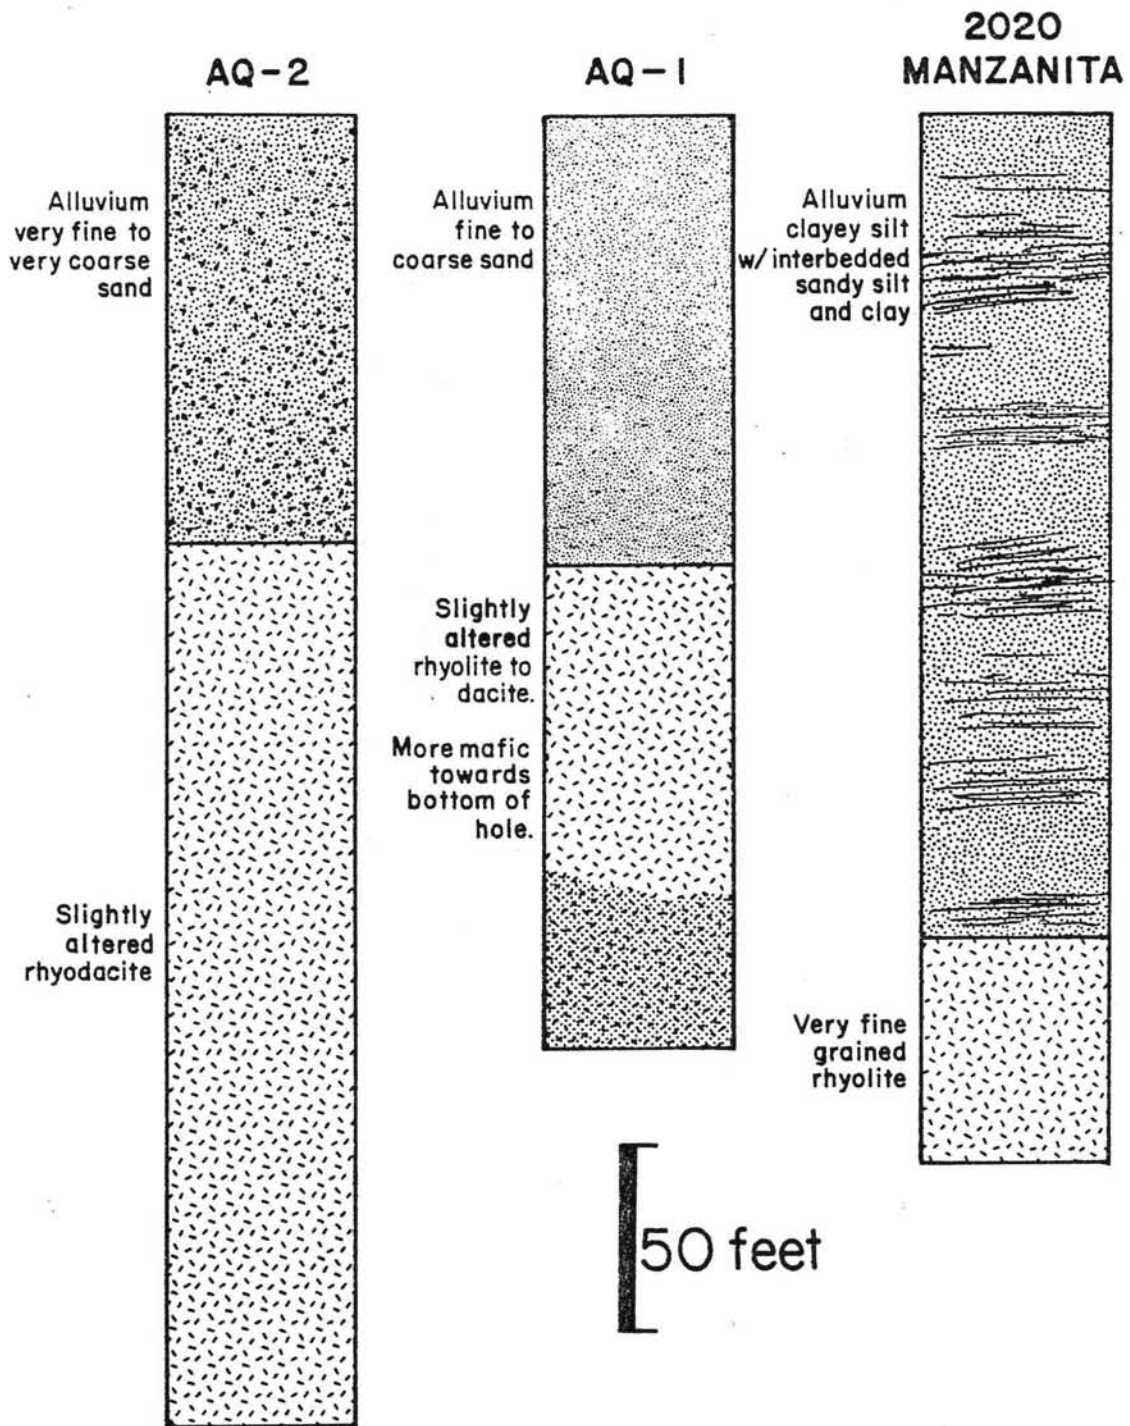 AQ-2
Alluvium
very fine to
very coarse
sand
Slightly
altered
rhyodacite
AQ-1
Alluvium
fine to
coarse sand
Slightly
altered
rhyolite to
dacite.
More mafic
towards
bottom of
hole.
2020
MANZANITA
Alluvium
clayey silt
w/interbedded
sandy silt
and clay
Very fine
grained
rhyolite
50 feet